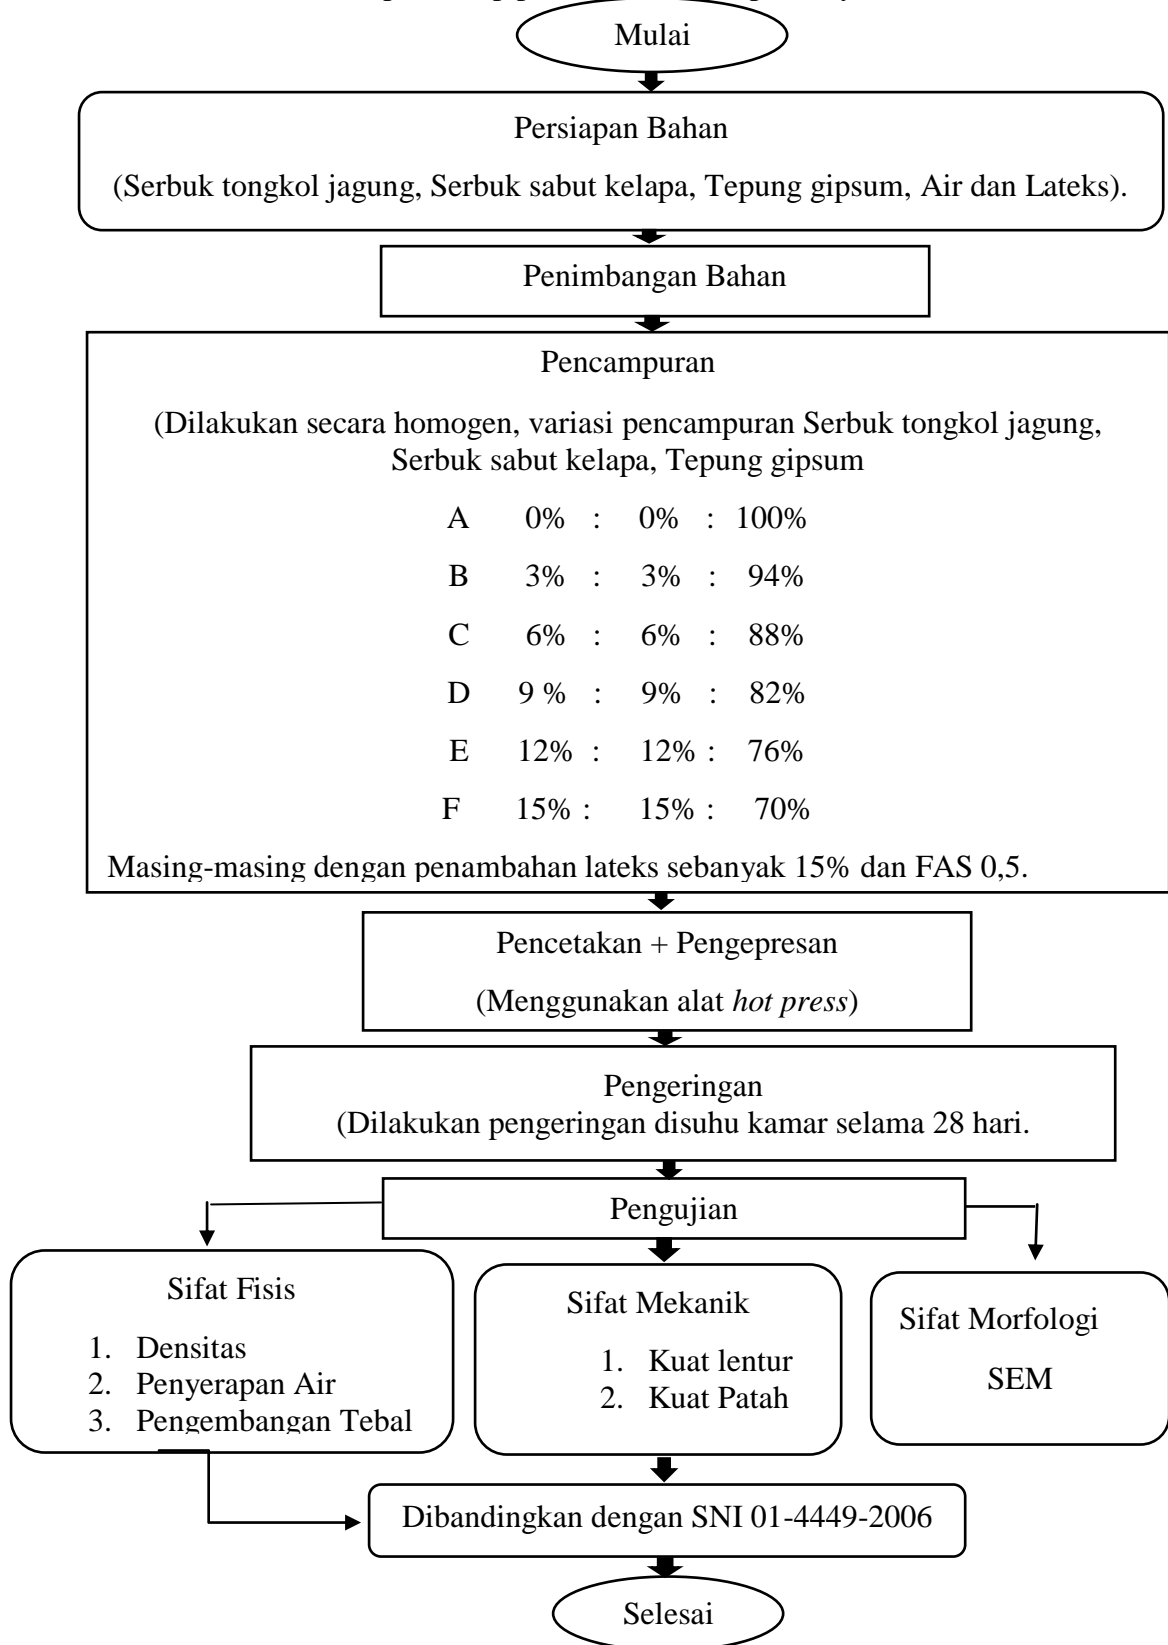 Mulai
Persiapan Bahan
(Serbuk tongkol jagung, Serbuk sabut kelapa, Tepung gipsum, Air dan Lateks).
Penimbangan Bahan
Pencampuran
(Dilakukan secara homogen, variasi pencampuran Serbuk tongkol jagung,
Serbuk sabut kelapa, Tepung gipsum
A 0% : 0% : 100%
B 3% : 3% : 94%
C 6% : 6% : 88%
D 9 % : 9% : 82%
E 12% : 12% : 76%
F 15% : 15% : 70%
Masing-masing dengan penambahan lateks sebanyak 15% dan FAS 0,5.
Pencetakan + Pengepresan
(Menggunakan alat hot press)
Pengeringan
(Dilakukan pengeringan disuhu kamar selama 28 hari.
Pengujian
Sifat Fisis
1. Densitas
2. Penyerapan Air
3. Pengembangan Tebal
Sifat Mekanik
1. Kuat lentur
2. Kuat Patah
Sifat Morfologi
SEM
Dibandingkan dengan SNI 01-4449-2006
Selesai